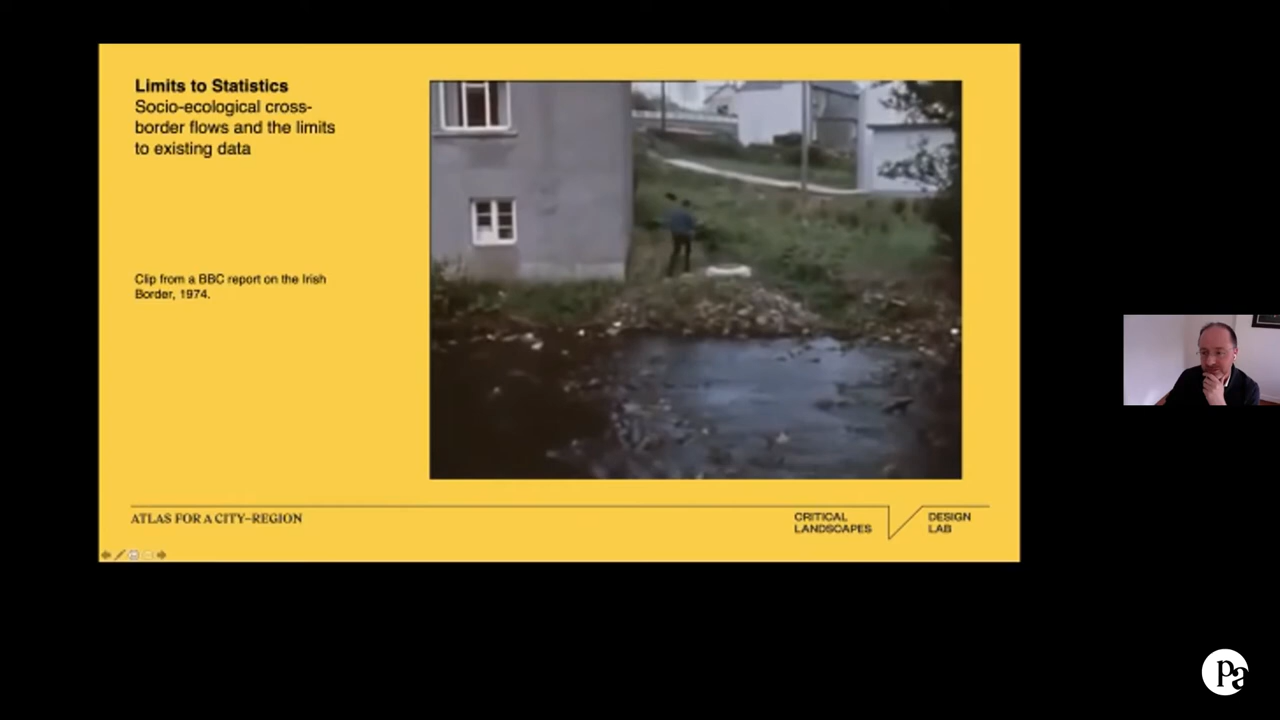 Limits to Statistics
Socio-ecological cross-
border flows and the limits
to existing data
Clip from a BBC report on the Irish
Border, 1974.
ATLAS FOR A CITY–REGION
CRITICAL
LANDSCAPES
DESIGN
LAB
Pa